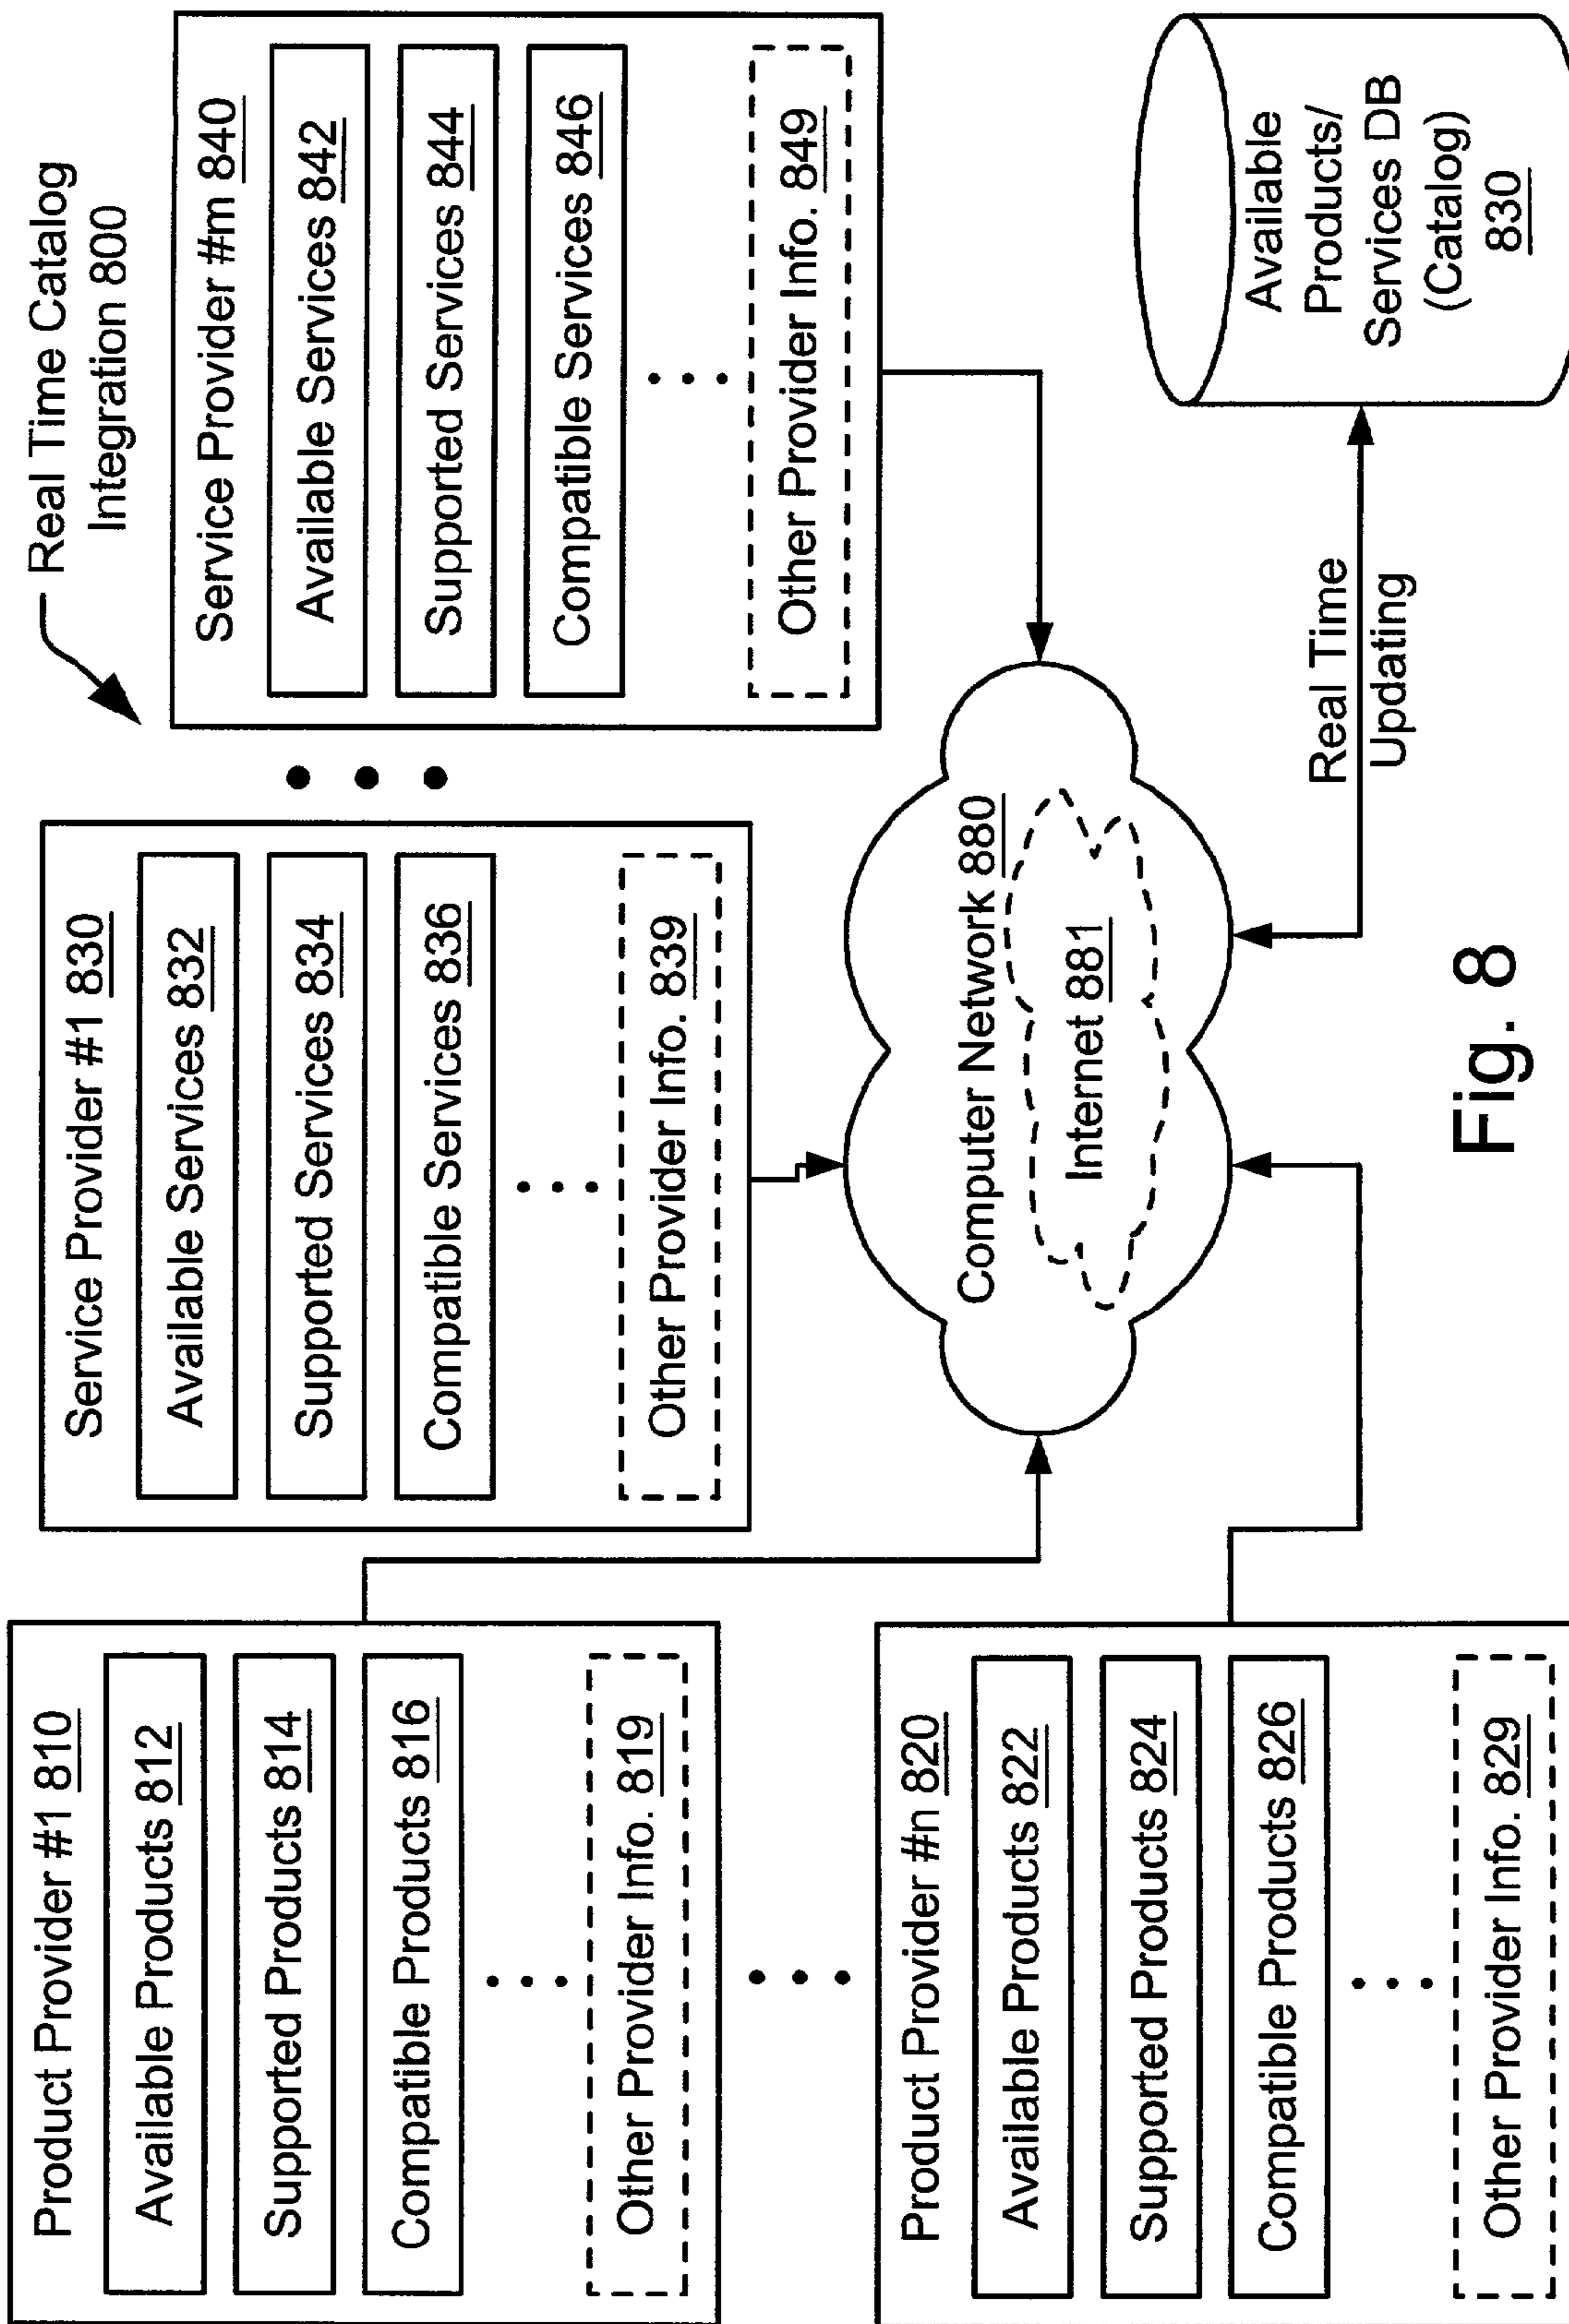 Real Time Catalog
Integration 800
Product Provider #1 810
Available Products 812
Supported Products 814
Compatible Products 816
Other Provider Info. 819
Service Provider #1 830
Available Services 832
Supported Services 834
Compatible Services 836
Other Provider Info. 839
Service Provider #m 840
Available Services 842
Supported Services 844
Compatible Services 846
Other Provider Info. 849
Product Provider #n 820
Available Products 822
Supported Products 824
Compatible Products 826
Other Provider Info. 829
Computer Network 880
Internet 881
Real Time
Updating
Available
Products/
Services DB
(Catalog)
830
Fig. 8